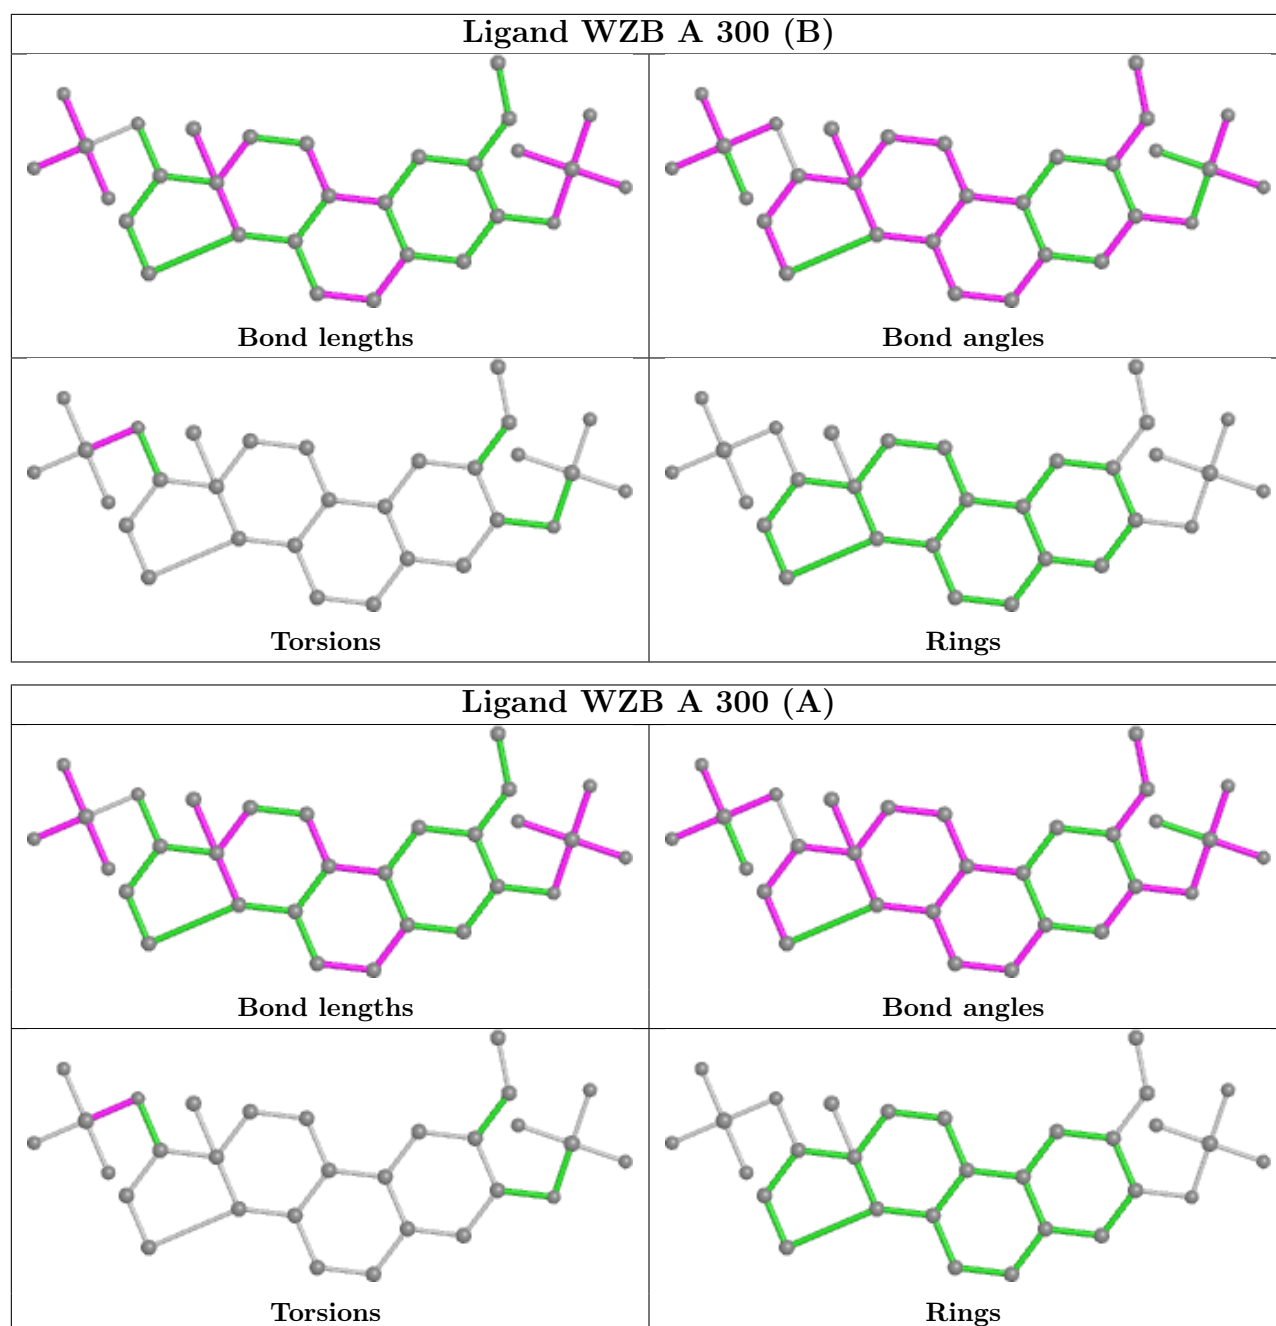 Ligand WZB A 300 (B)
Bond lengths
Bond angles
Torsions
Rings
Ligand WZB A 300 (A)
Bond lengths
Bond angles
Torsions
Rings